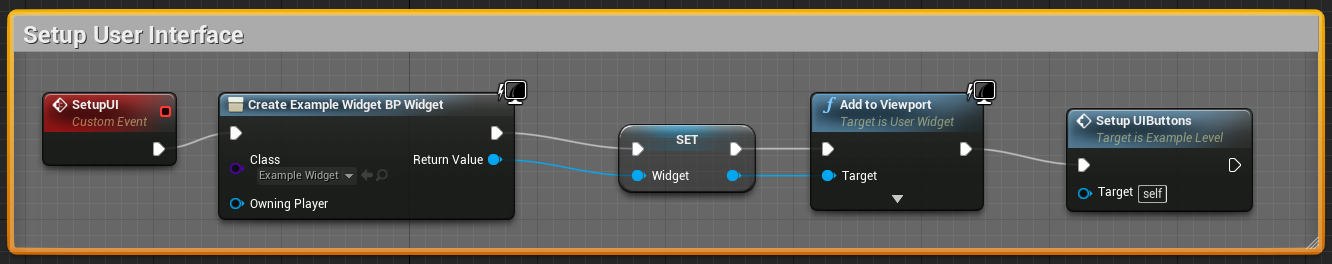 Setup User Interface
SetupUI
Custom Event
Create Example Widget BP Widget
Class
Example Widget
Return Value
Owning Player
SET
Widget
Add to Viewport
Target is User Widget
Target
Setup UIButtons
Target is Example Level
Target self